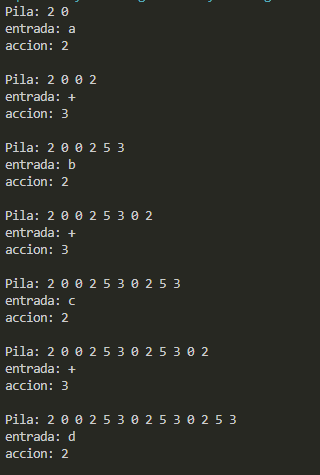 Pila: 2 0
entrada: a
accion: 2
Pila: 2 0 0 2
entrada: +
accion: 3
Pila: 2 0 0 2 5 3
entrada: b
accion: 2
Pila: 2 0 0 2 5 3 0 2
entrada: +
accion: 3
Pila: 2 0 0 2 5 3 0 2 5 3
entrada: c
accion: 2
Pila: 2 0 0 2 5 3 0 2 5 3 0 2
entrada: +
accion: 3
Pila: 2 0 0 2 5 3 0 2 5 3 0 2 5 3
entrada: d
accion: 2